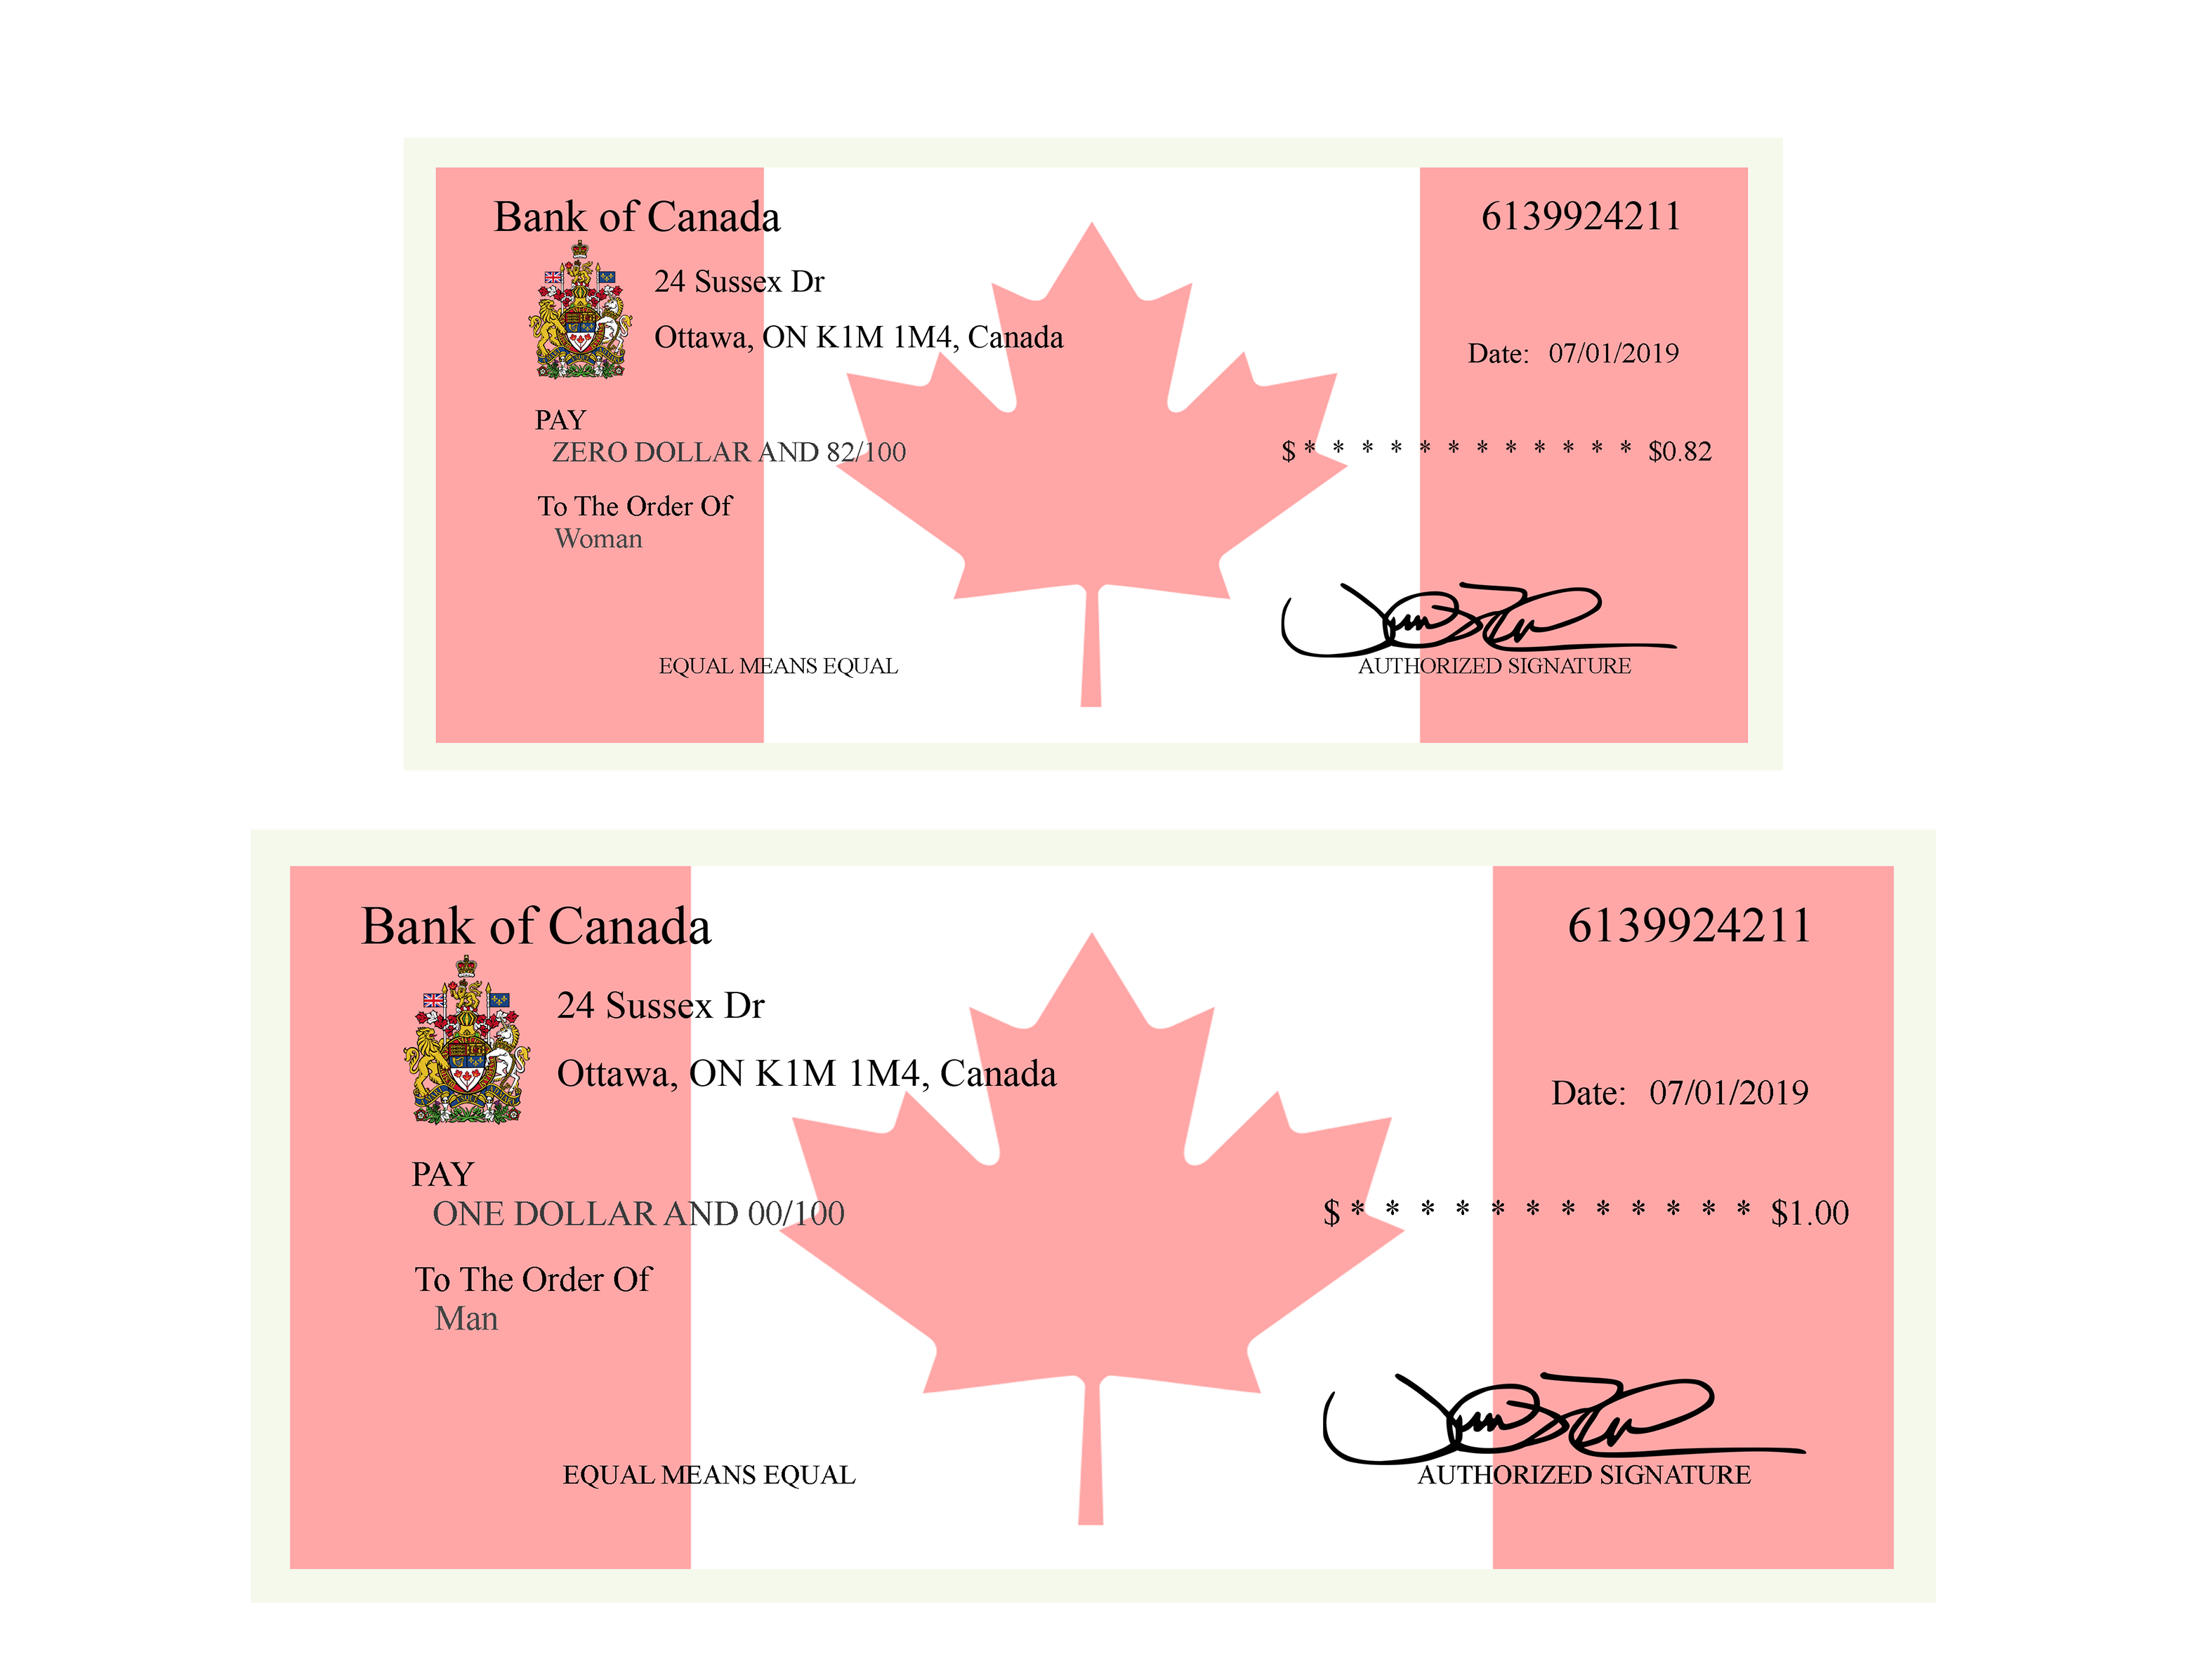 Bank of Canada
6139924211
24 Sussex Dr
Ottawa, ON K1M 1M4, Canada
Date: 07/01/2019
PAY
ZERO DOLLAR AND 82/100
$ * * * * * * * * * * * * $0.82
To The Order Of
Woman
EQUAL MEANS EQUAL
AUTHORIZED SIGNATURE
Bank of Canada
6139924211
24 Sussex Dr
Ottawa, ON K1M 1M4, Canada
Date: 07/01/2019
PAY
ONE DOLLAR AND 00/100
$ * * * * * * * * * * * * $1.00
To The Order Of
Man
EQUAL MEANS EQUAL
AUTHORIZED SIGNATURE